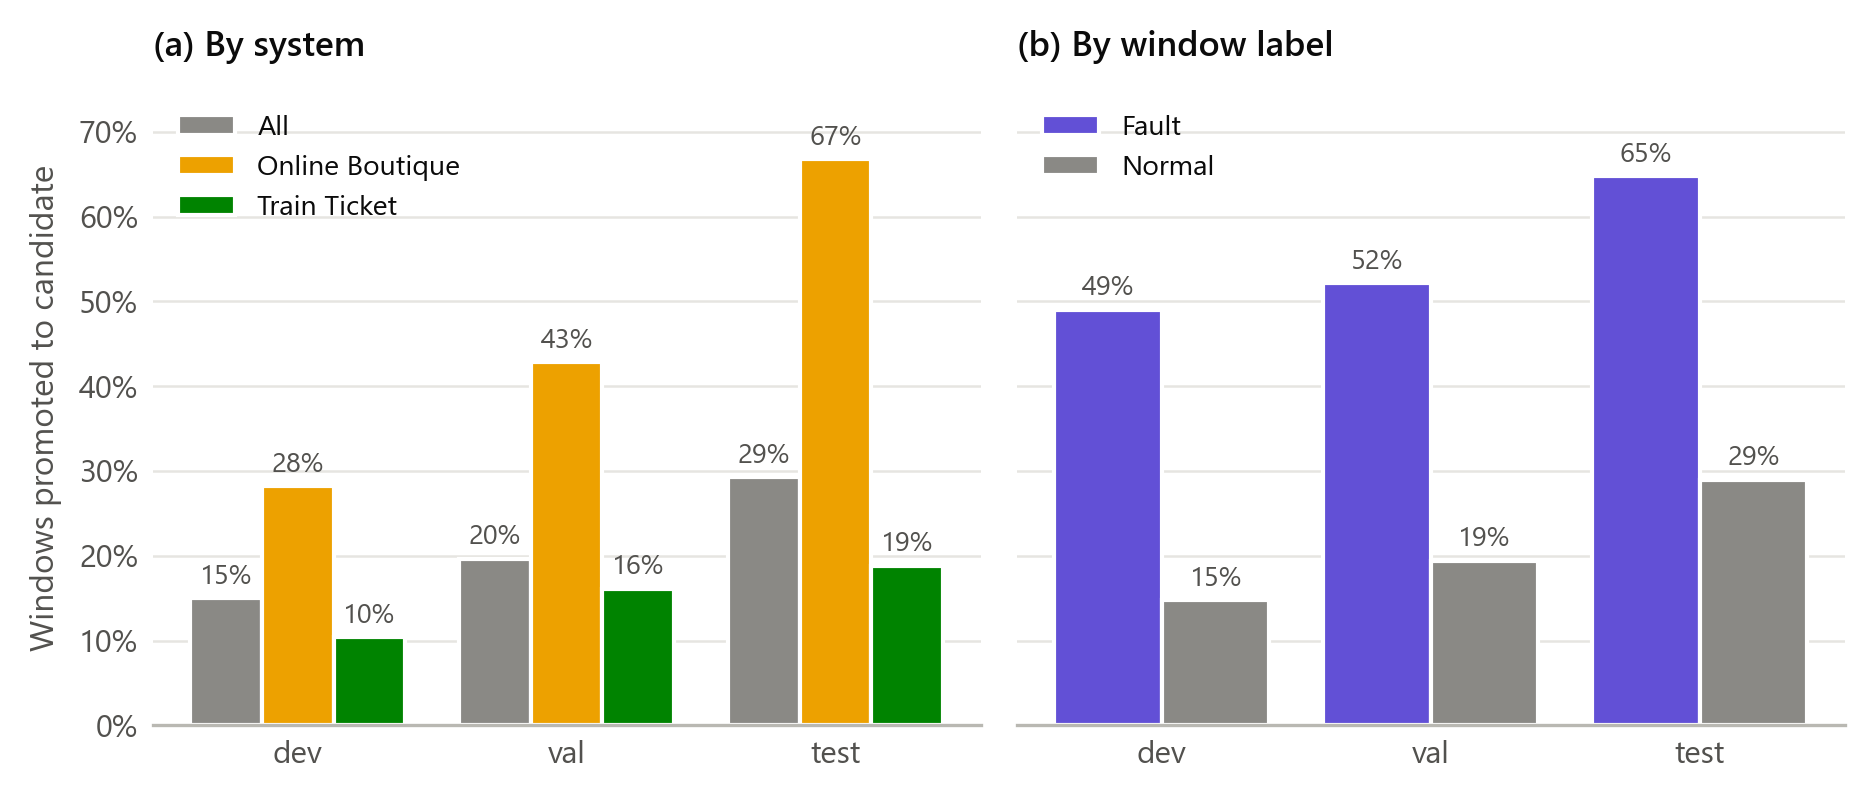 (a) By system
All
Online Boutique
Train Ticket
Windows promoted to candidate
70%
60%
50%
40%
30%
20%
10%
0%
15%
28%
10%
20%
43%
16%
29%
67%
19%
dev
val
test
(b) By window label
Fault
Normal
49%
15%
52%
19%
65%
29%
dev
val
test